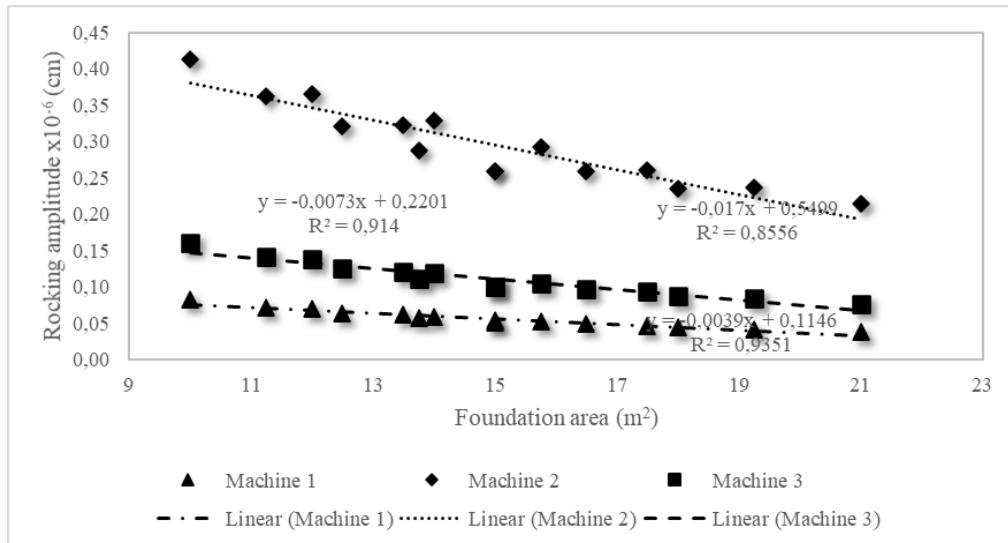 Rocking amplitude x10⁻⁶ (cm)
0,45
0,40
0,35
0,30
0,25
0,20
0,15
0,10
0,05
0,00
y = -0,0073x + 0,2201
R² = 0,914
y = -0,017x + 0,5499
R² = 0,8556
y = -0,0039x + 0,1146
R² = 0,9351
9 11 13 15 17 19 21 23
Foundation area (m²)
Machine 1 Machine 2 Machine 3
Linear (Machine 1) Linear (Machine 2) Linear (Machine 3)